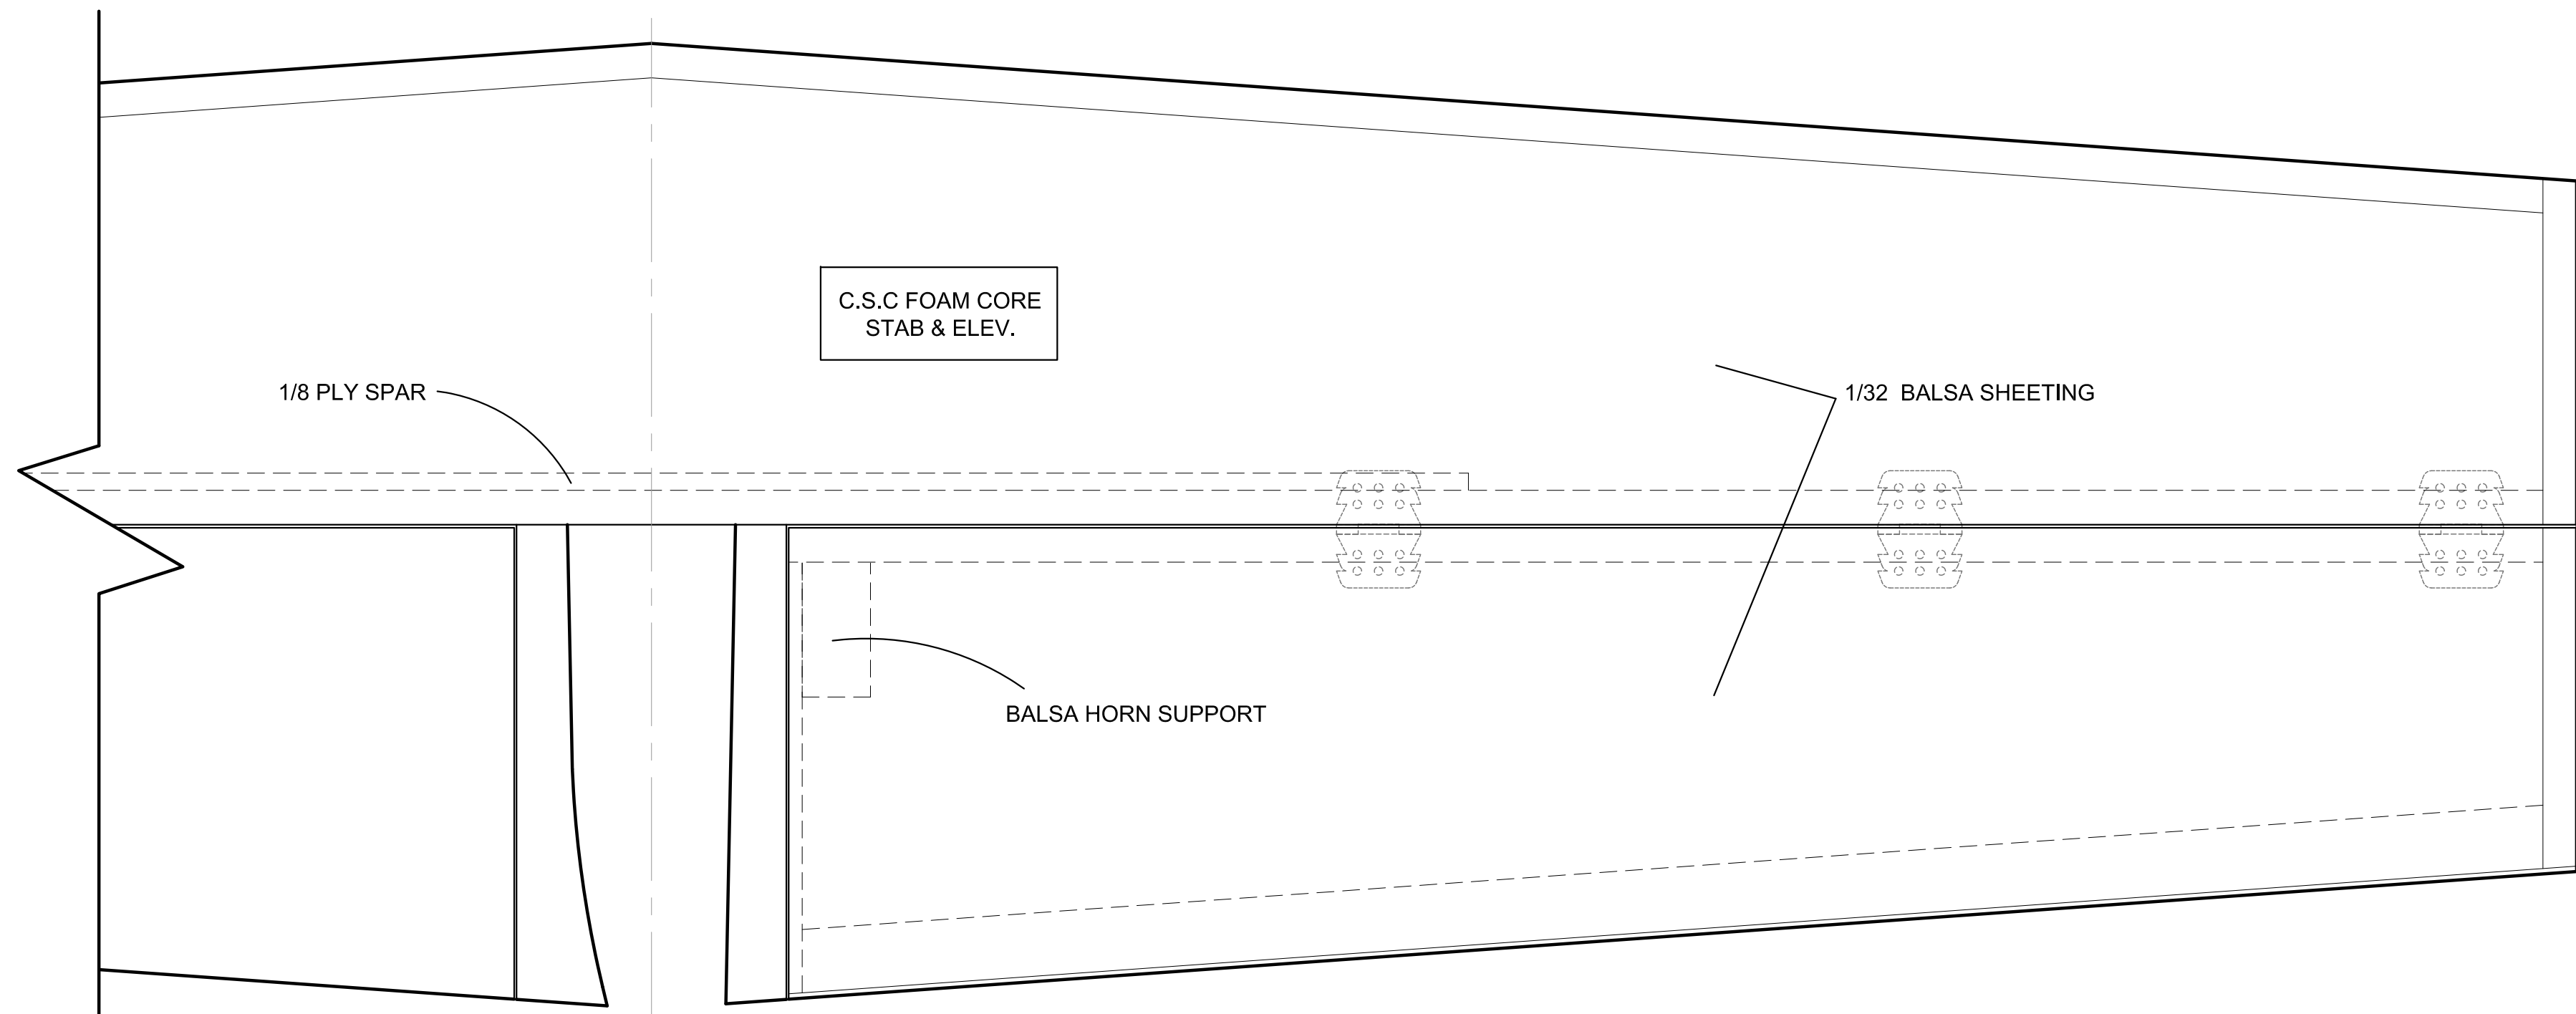 C.S.C FOAM CORE
STAB & ELEV.
1/8 PLY SPAR
1/32  BALSA SHEETING
BALSA HORN SUPPORT